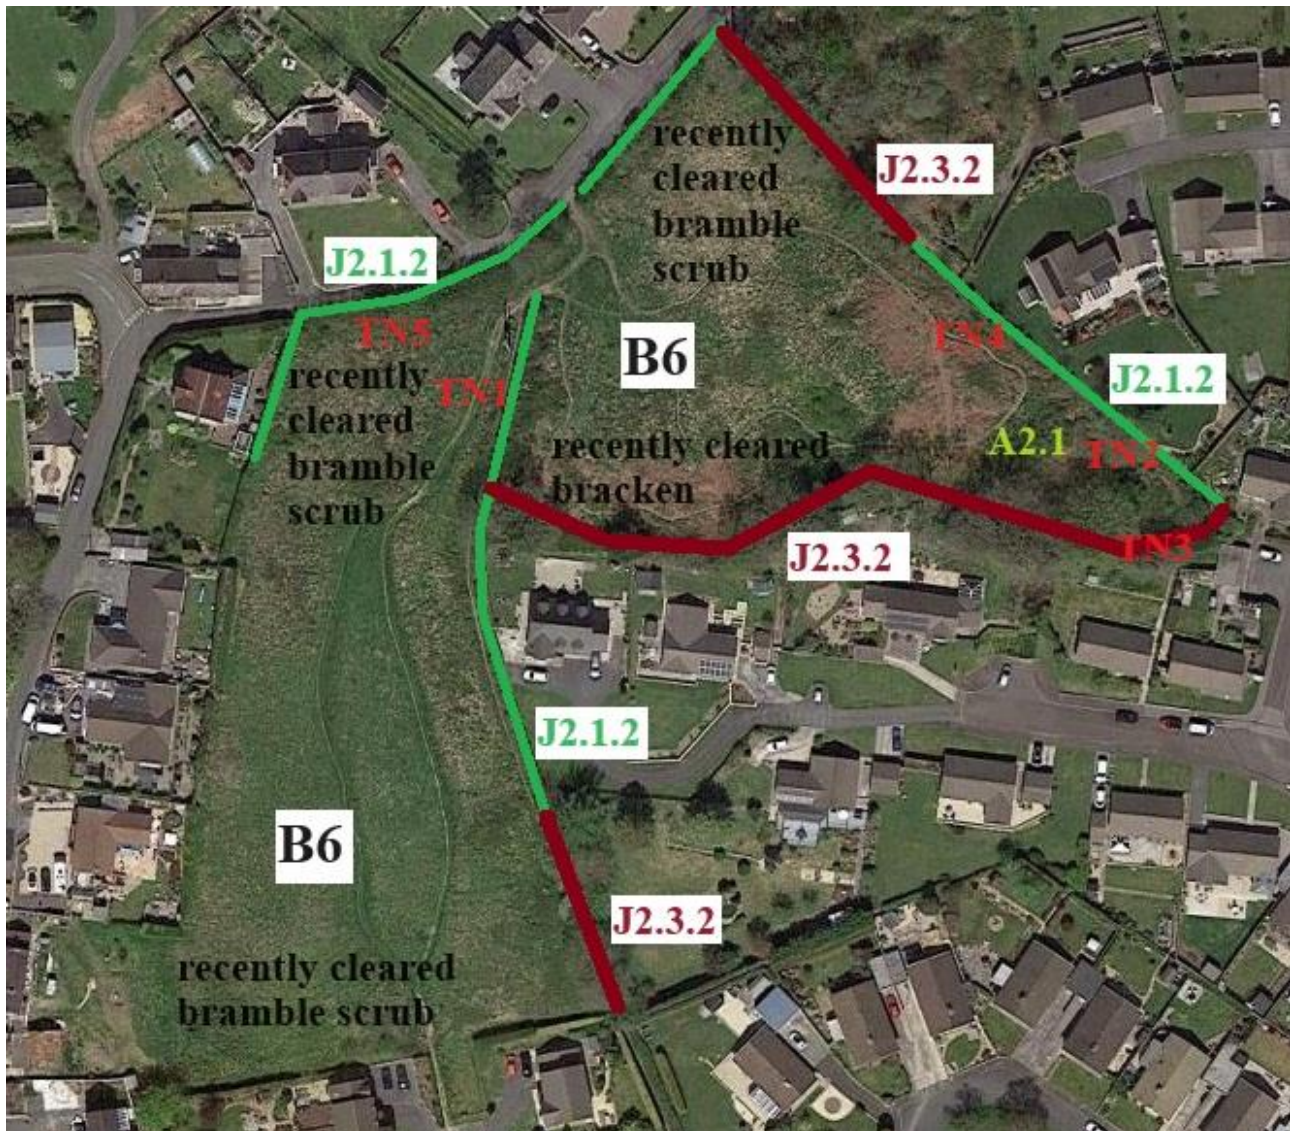 recently
cleared
bramble
scrub
J2.3.2
J2.1.2
TN5
recently
cleared
bramble
scrub
TN1
B6
TN4
J2.1.2
recently cleared
bracken
A2.1
TN2
J2.3.2
TN3
J2.1.2
B6
J2.3.2
recently cleared
bramble scrub